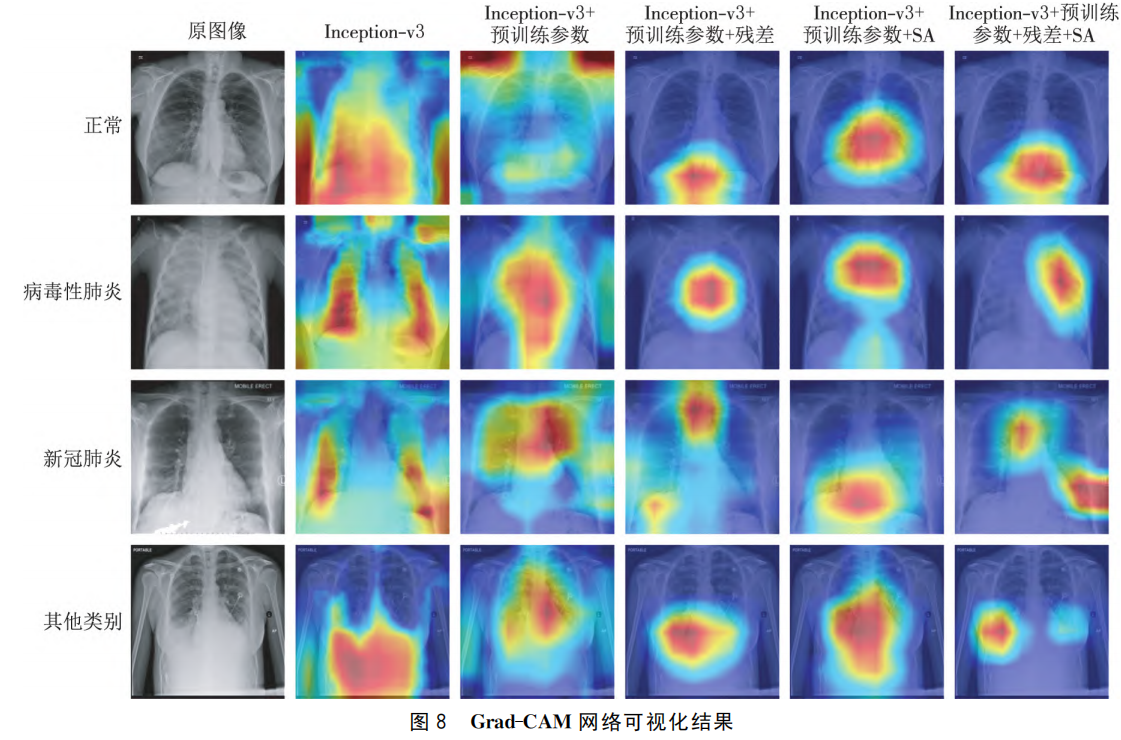 原图像
Inception-v3
Inception-v3+
预训练参数
Inception-v3+
预训练参数+残差
Inception-v3+
预训练参数+SA
Inception-v3+预训练
参数+残差+SA
正常
病毒性肺炎
新冠肺炎
MOBILE ERECT
MOBILE ERECT
MOBILE ERECT
MOBILE ERECT
MOBILE ERECT
MOBILE ERECT
其他类别
PORTABLE
PORTABLE
PORTABLE
PORTABLE
PORTABLE
PORTABLE
图 8 Grad-CAM 网络可视化结果